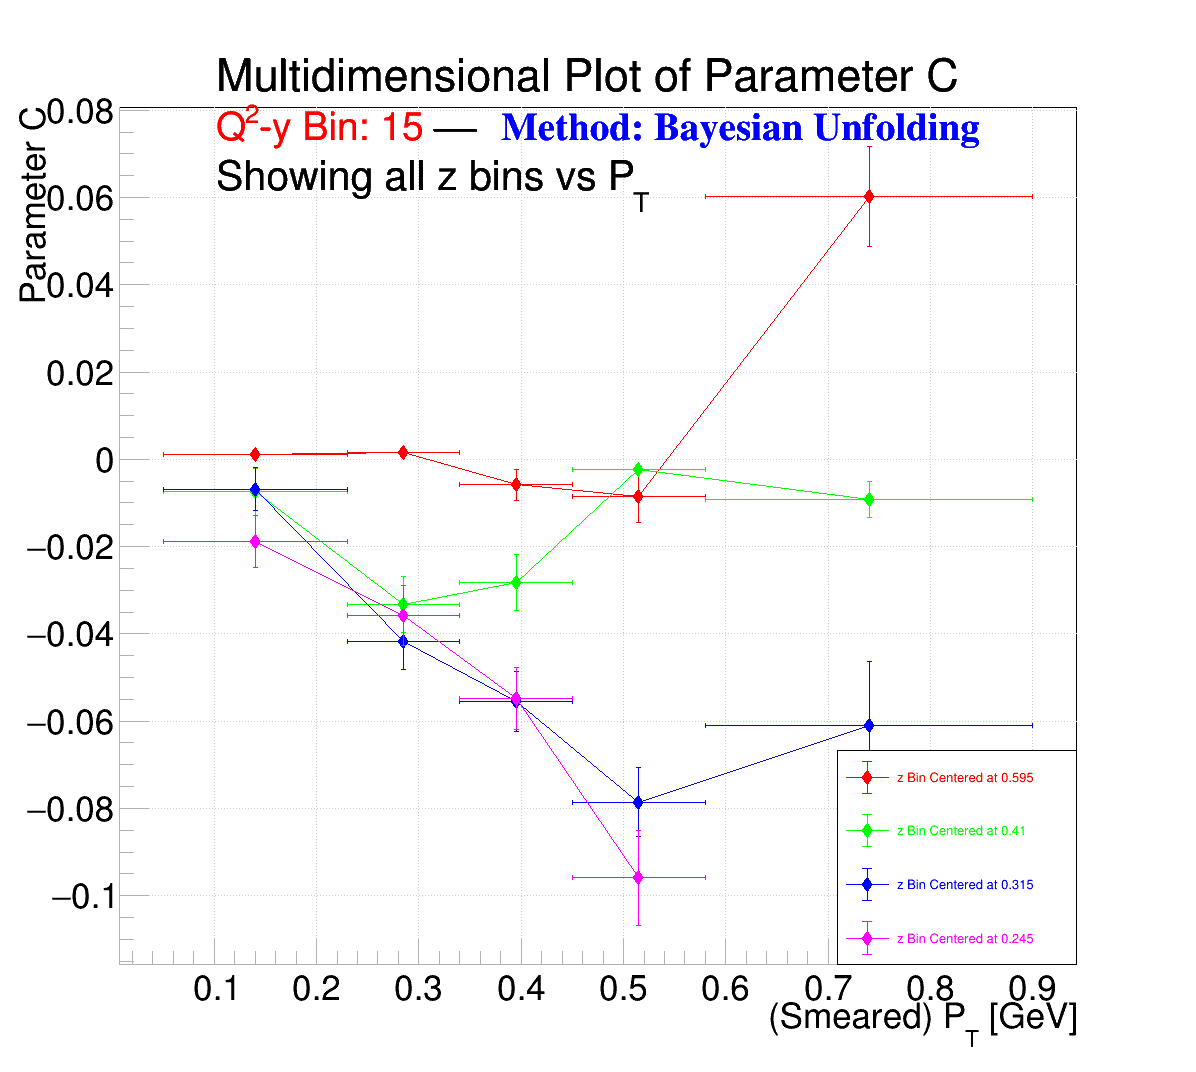 Multidimensional Plot of Parameter C
Q²-y Bin: 15 — Method: Bayesian Unfolding
Showing all z bins vs P_T
Parameter C
0.08
0.06
0.04
0.02
0
−0.02
−0.04
−0.06
−0.08
−0.1
z Bin Centered at 0.595
z Bin Centered at 0.41
z Bin Centered at 0.315
z Bin Centered at 0.245
0.1 0.2 0.3 0.4 0.5 0.6 0.7 0.8 0.9
(Smeared) P_T [GeV]